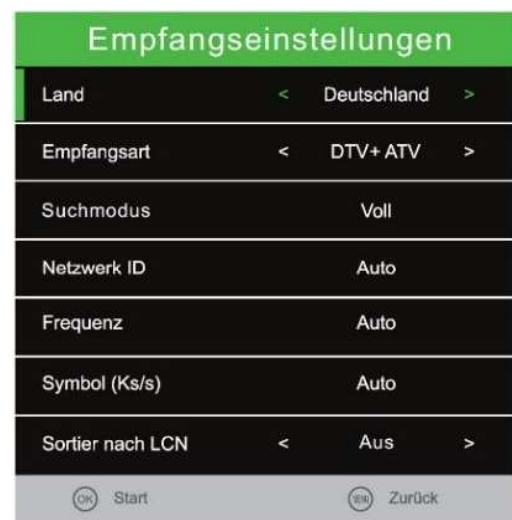 Empfangseinstellungen
Land < Deutschland >
Empfangsart < DTV+ ATV >
Suchmodus Voll
Netzwerk ID Auto
Frequenz Auto
Symbol (Ks/s) Auto
Sortier nach LCN < Aus >
OK Start Zurück